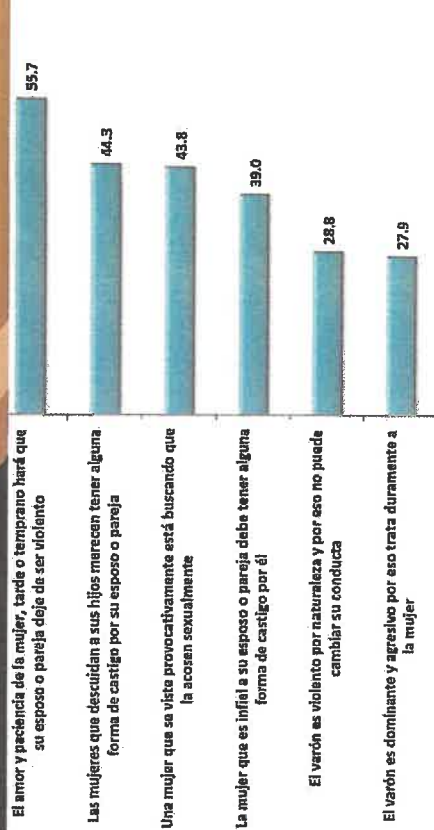 El amor y paciencia de la mujer, tarde o temprano hará que
su esposo o pareja deje de ser violento
55.7
Las mujeres que descuidan a sus hijos merecen tener alguna
forma de castigo por su esposo o pareja
44.3
Una mujer que se viste provocativamente está buscando que
la acosen sexualmente
43.8
La mujer que es infiel a su esposo o pareja debe tener alguna
forma de castigo por él
39.0
El varón es violento por naturaleza y por eso no puede
cambiar su conducta
28.8
El varón es dominante y agresivo por eso trata duramente a
la mujer
27.9